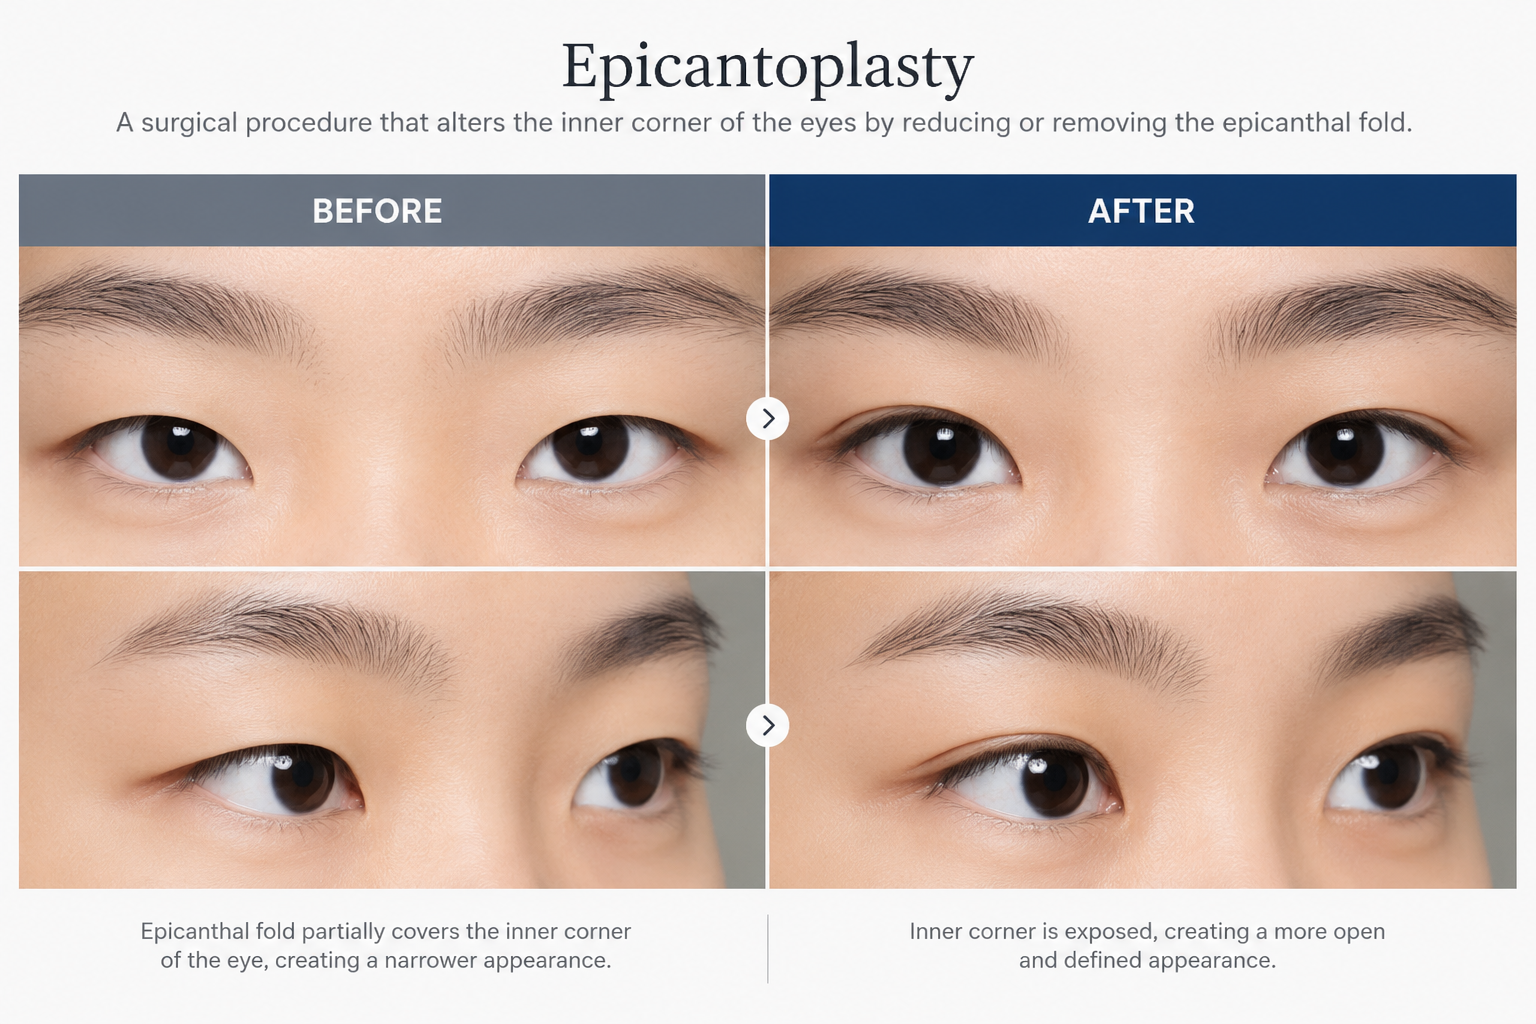 Epicantoplasty
A surgical procedure that alters the inner corner of the eyes by reducing or removing the epicanthal fold.
BEFORE
AFTER
Epicanthal fold partially covers the inner corner
of the eye, creating a narrower appearance.
Inner corner is exposed, creating a more open
and defined appearance.